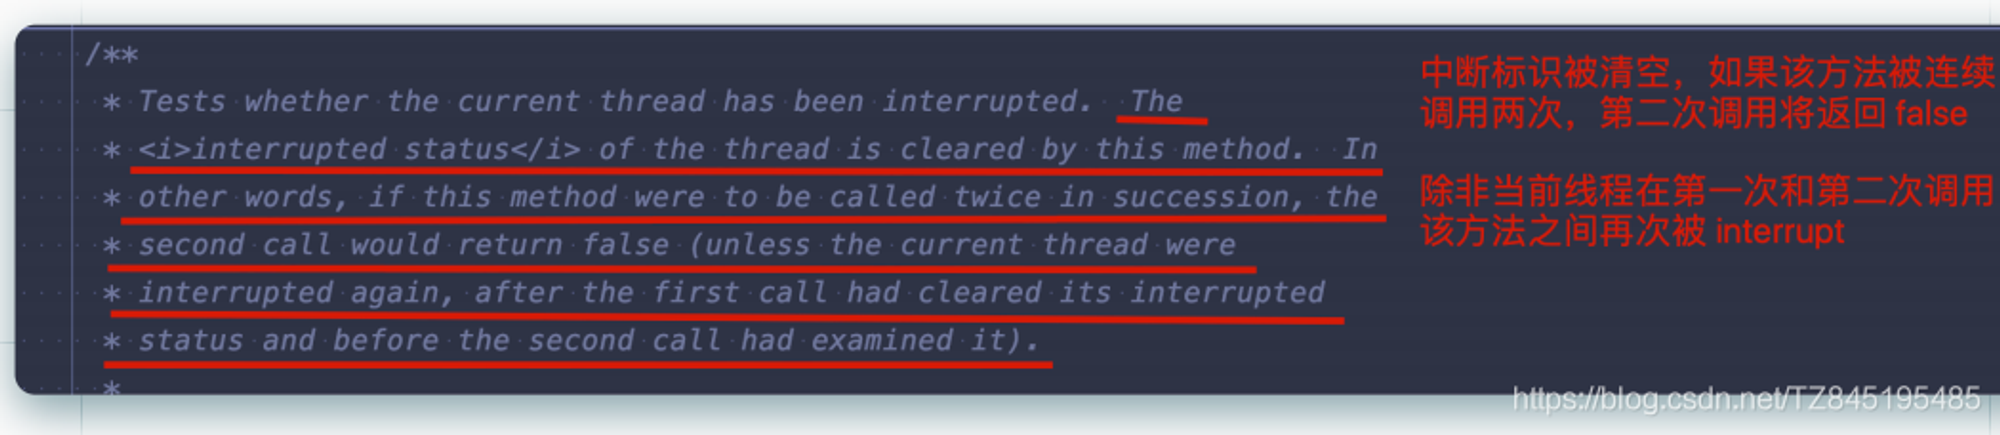 /**
* Tests whether the current thread has been interrupted.  The
* <i>interrupted status</i> of the thread is cleared by this method.  In
* other words, if this method were to be called twice in succession, the
* second call would return false (unless the current thread were
* interrupted again, after the first call had cleared its interrupted
* status and before the second call had examined it).
*
中断标识被清空，如果该方法被连续
调用两次，第二次调用将返回 false
除非当前线程在第一次和第二次调用
该方法之间再次被 interrupt
https://blog.csdn.net/TZ845195485